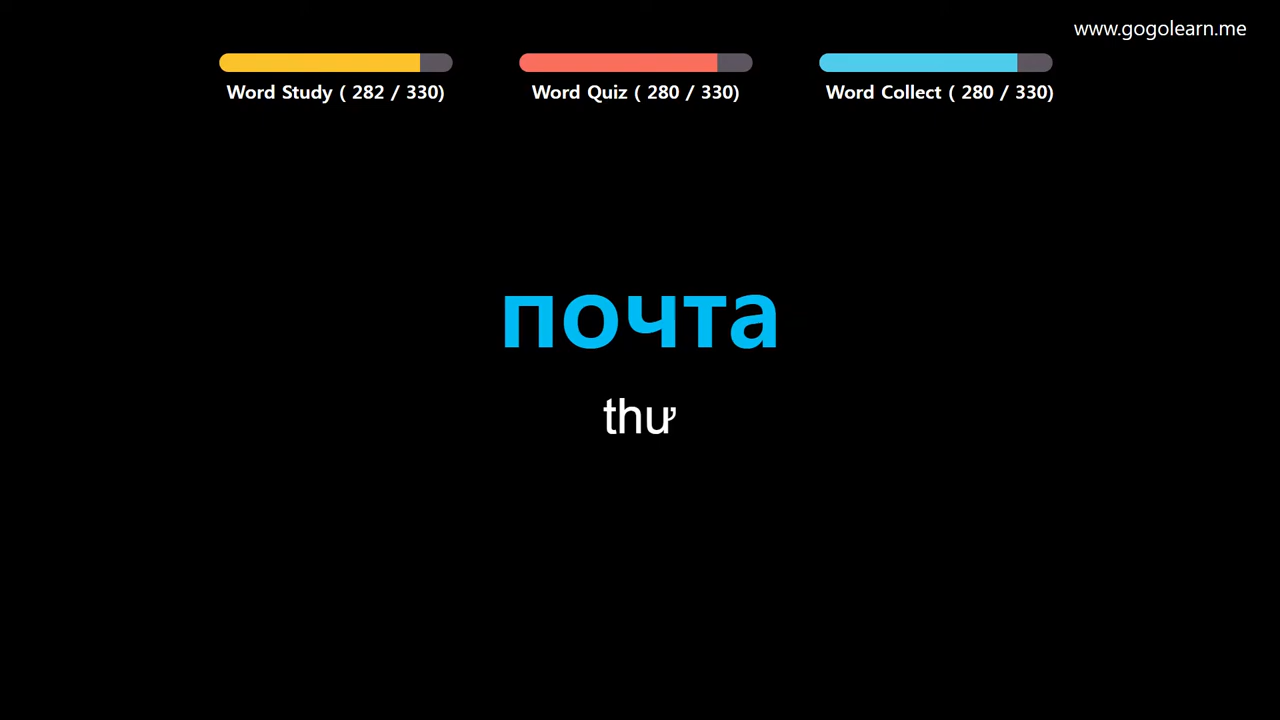 www.gogolearn.me
Word Study ( 282 / 330)
Word Quiz ( 280 / 330)
Word Collect ( 280 / 330)
почта
thư